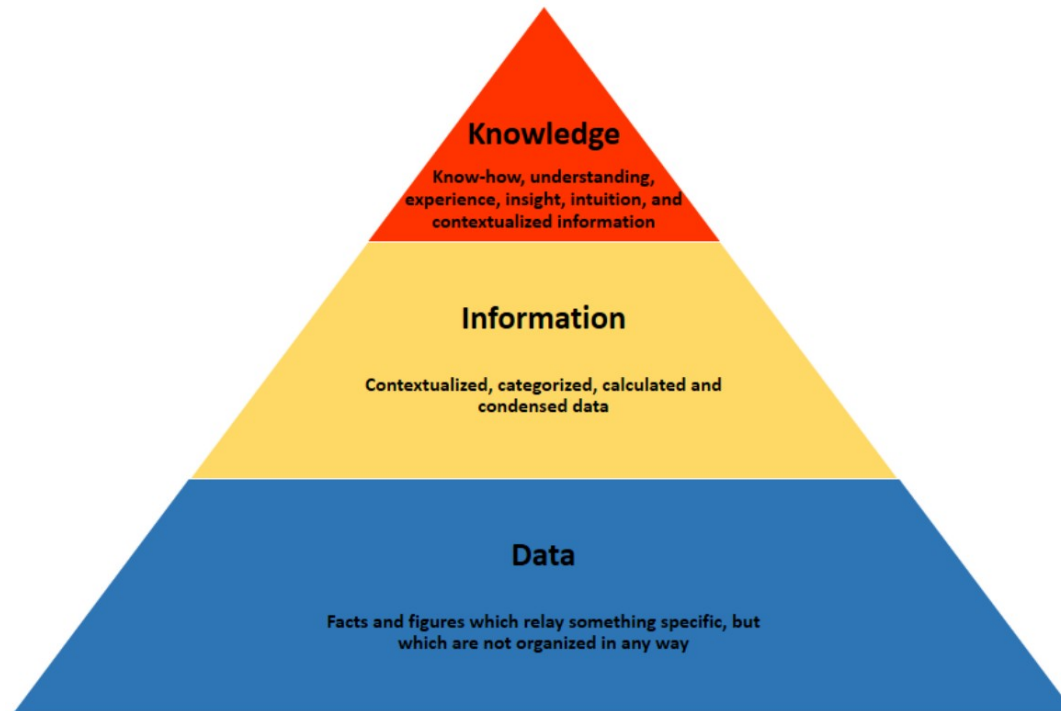 Knowledge
Know-how, understanding,
experience, insight, intuition, and
contextualized information
Information
Contextualized, categorized, calculated and
condensed data
Data
Facts and figures which relay something specific, but
which are not organized in any way